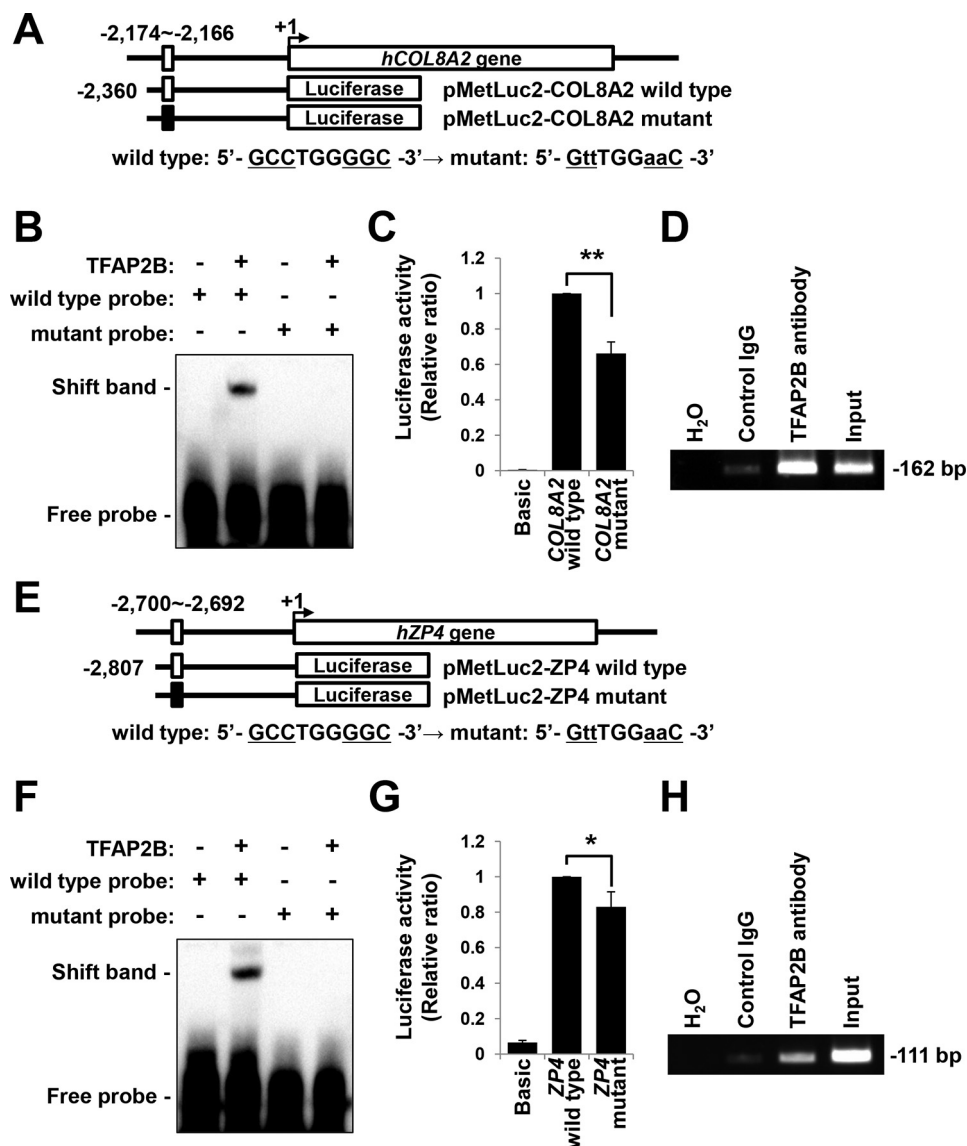 A
-2,174~-2,166
+1
hCOL8A2 gene
-2,360
Luciferase
pMetLuc2-COL8A2 wild type
Luciferase
pMetLuc2-COL8A2 mutant
wild type: 5’- GCCTGGGGC -3’→ mutant: 5’- GttTGGaaC -3’
B
TFAP2B: - + - +
wild type probe: + + - -
mutant probe: - - + +
Shift band -
Free probe -
C
Luciferase activity
(Relative ratio)
1.2
1
0.8
0.6
0.4
0.2
0
**
Basic
COL8A2
wild type
COL8A2
mutant
D
H2O
Control IgG
TFAP2B antibody
Input
-162 bp
E
-2,700~-2,692
+1
hZP4 gene
-2,807
Luciferase
pMetLuc2-ZP4 wild type
Luciferase
pMetLuc2-ZP4 mutant
wild type: 5’- GCCTGGGGC -3’→ mutant: 5’- GttTGGaaC -3’
F
TFAP2B: - + - +
wild type probe: + + - -
mutant probe: - - + +
Shift band -
Free probe -
G
Luciferase activity
(Relative ratio)
1.2
1
0.8
0.6
0.4
0.2
0
*
Basic
ZP4
wild type
ZP4
mutant
H
H2O
Control IgG
TFAP2B antibody
Input
-111 bp